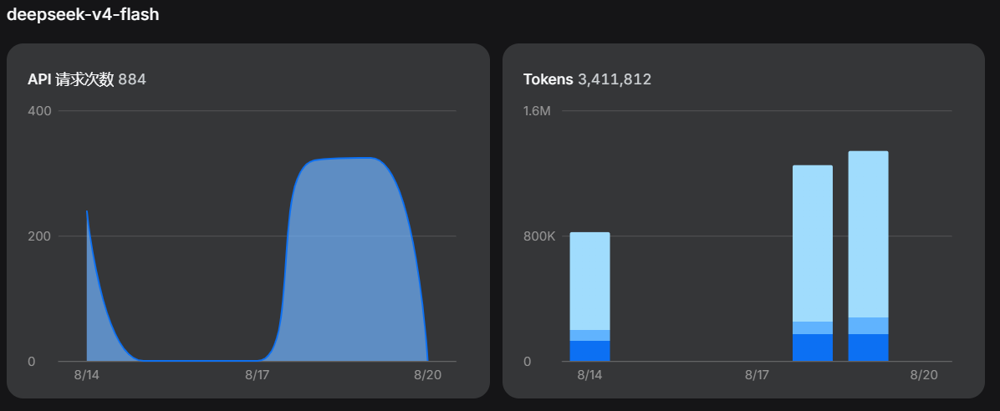 deepseek-v4-flash
API 请求次数 884
400
200
0
8/14 8/17 8/20
Tokens 3,411,812
1.6M
800K
0
8/14 8/17 8/20